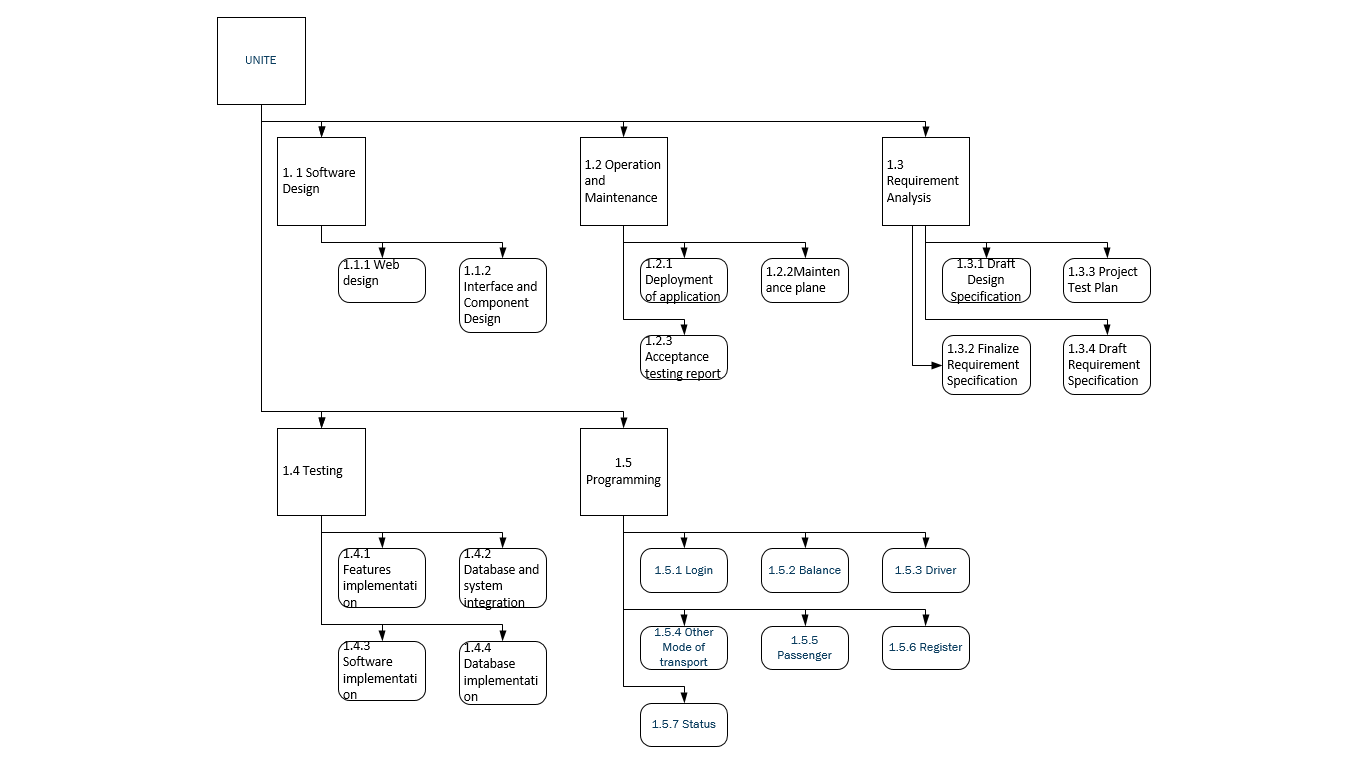 UNITE
1. 1 Software
Design
1.2 Operation
and
Maintenance
1.3
Requirement
Analysis
1.1.1 Web
design
1.1.2
Interface and
Component
Design
1.2.1
Deployment
of application
1.2.2Mainten
ance plane
1.2.3
Acceptance
testing report
1.3.1 Draft
Design
Specification
1.3.3 Project
Test Plan
1.3.2 Finalize
Requirement
Specification
1.3.4 Draft
Requirement
Specification
1.4 Testing
1.5
Programming
1.4.1
Features
implementati
on
1.4.2
Database and
system
integration
1.4.3
Software
implementati
on
1.4.4
Database
implementati
on
1.5.1 Login
1.5.2 Balance
1.5.3 Driver
1.5.4 Other
Mode of
transport
1.5.5
Passenger
1.5.6 Register
1.5.7 Status